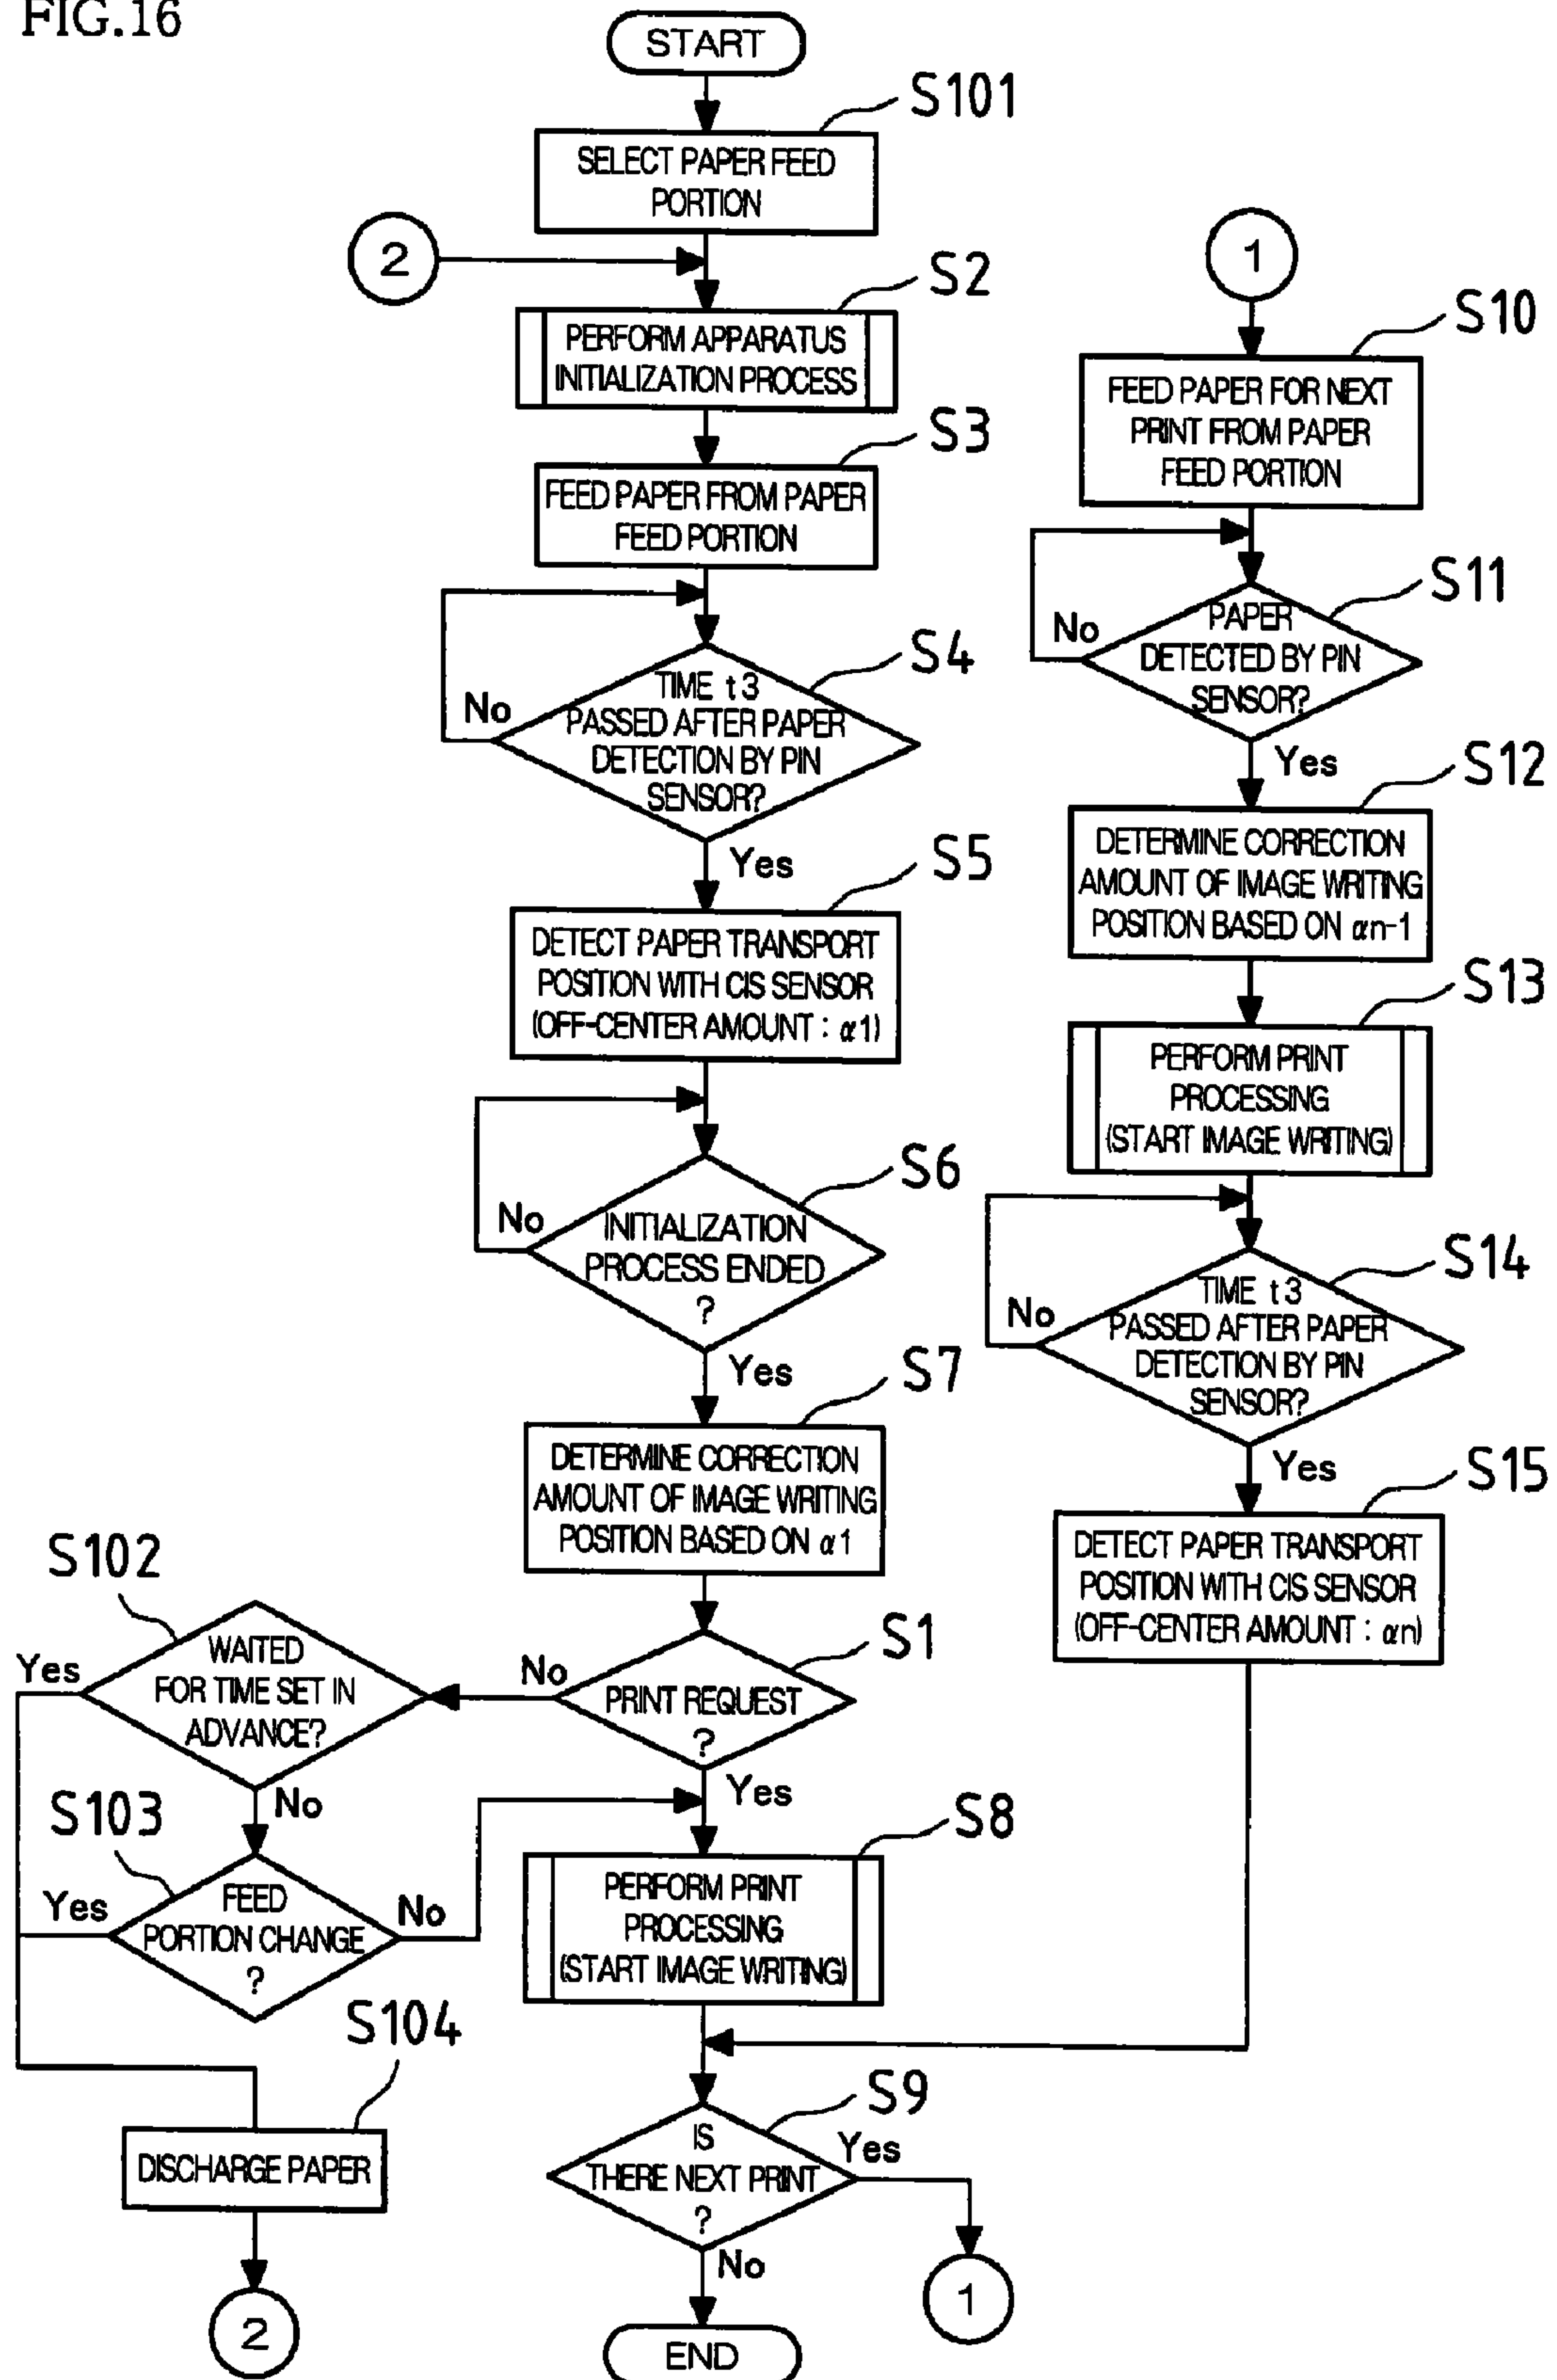 FIG.16
START
S101
SELECT PAPER FEED
PORTION
2
S2
PERFORM APPARATUS
INITIALIZATION PROCESS
S3
FEED PAPER FROM PAPER
FEED PORTION
S4
TIME t3
PASSED AFTER PAPER
DETECTION BY PIN
SENSOR?
No
Yes
S5
DETECT PAPER TRANSPORT
POSITION WITH CIS SENSOR
(OFF-CENTER AMOUNT : α1)
S6
INITIALIZATION
PROCESS ENDED
?
No
Yes
S7
DETERMINE CORRECTION
AMOUNT OF IMAGE WRITING
POSITION BASED ON α1
S1
PRINT REQUEST
?
No
Yes
S102
WAITED
FOR TIME SET IN
ADVANCE?
Yes
No
S103
FEED
PORTION CHANGE
?
Yes
No
S104
DISCHARGE PAPER
2
S8
PERFORM PRINT
PROCESSING
(START IMAGE WRITING)
S9
IS
THERE NEXT PRINT
?
Yes
1
No
END
1
S10
FEED PAPER FOR NEXT
PRINT FROM PAPER
FEED PORTION
S11
PAPER
DETECTED BY PIN
SENSOR?
No
Yes
S12
DETERMINE CORRECTION
AMOUNT OF IMAGE WRITING
POSITION BASED ON αn-1
S13
PERFORM PRINT
PROCESSING
(START IMAGE WRITING)
S14
TIME t3
PASSED AFTER PAPER
DETECTION BY PIN
SENSOR?
No
Yes
S15
DETECT PAPER TRANSPORT
POSITION WITH CIS SENSOR
(OFF-CENTER AMOUNT : αn)